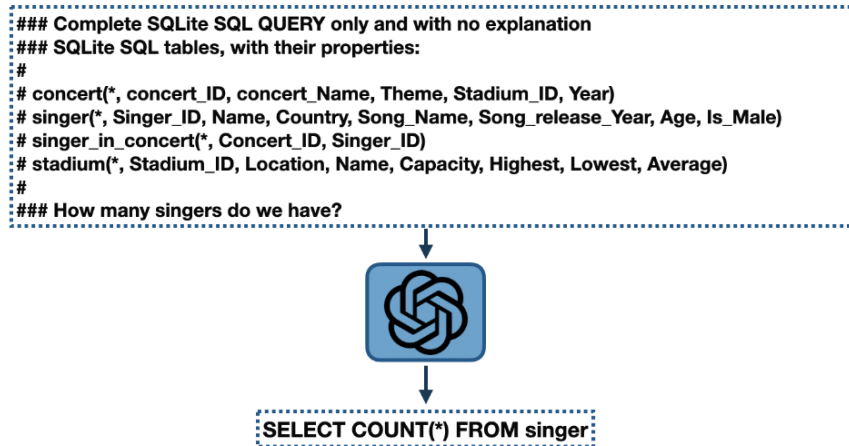 ### Complete SQLite SQL QUERY only and with no explanation
### SQLite SQL tables, with their properties:
#
# concert(*, concert_ID, concert_Name, Theme, Stadium_ID, Year)
# singer(*, Singer_ID, Name, Country, Song_Name, Song_release_Year, Age, Is_Male)
# singer_in_concert(*, Concert_ID, Singer_ID)
# stadium(*, Stadium_ID, Location, Name, Capacity, Highest, Lowest, Average)
#
### How many singers do we have?
SELECT COUNT(*) FROM singer